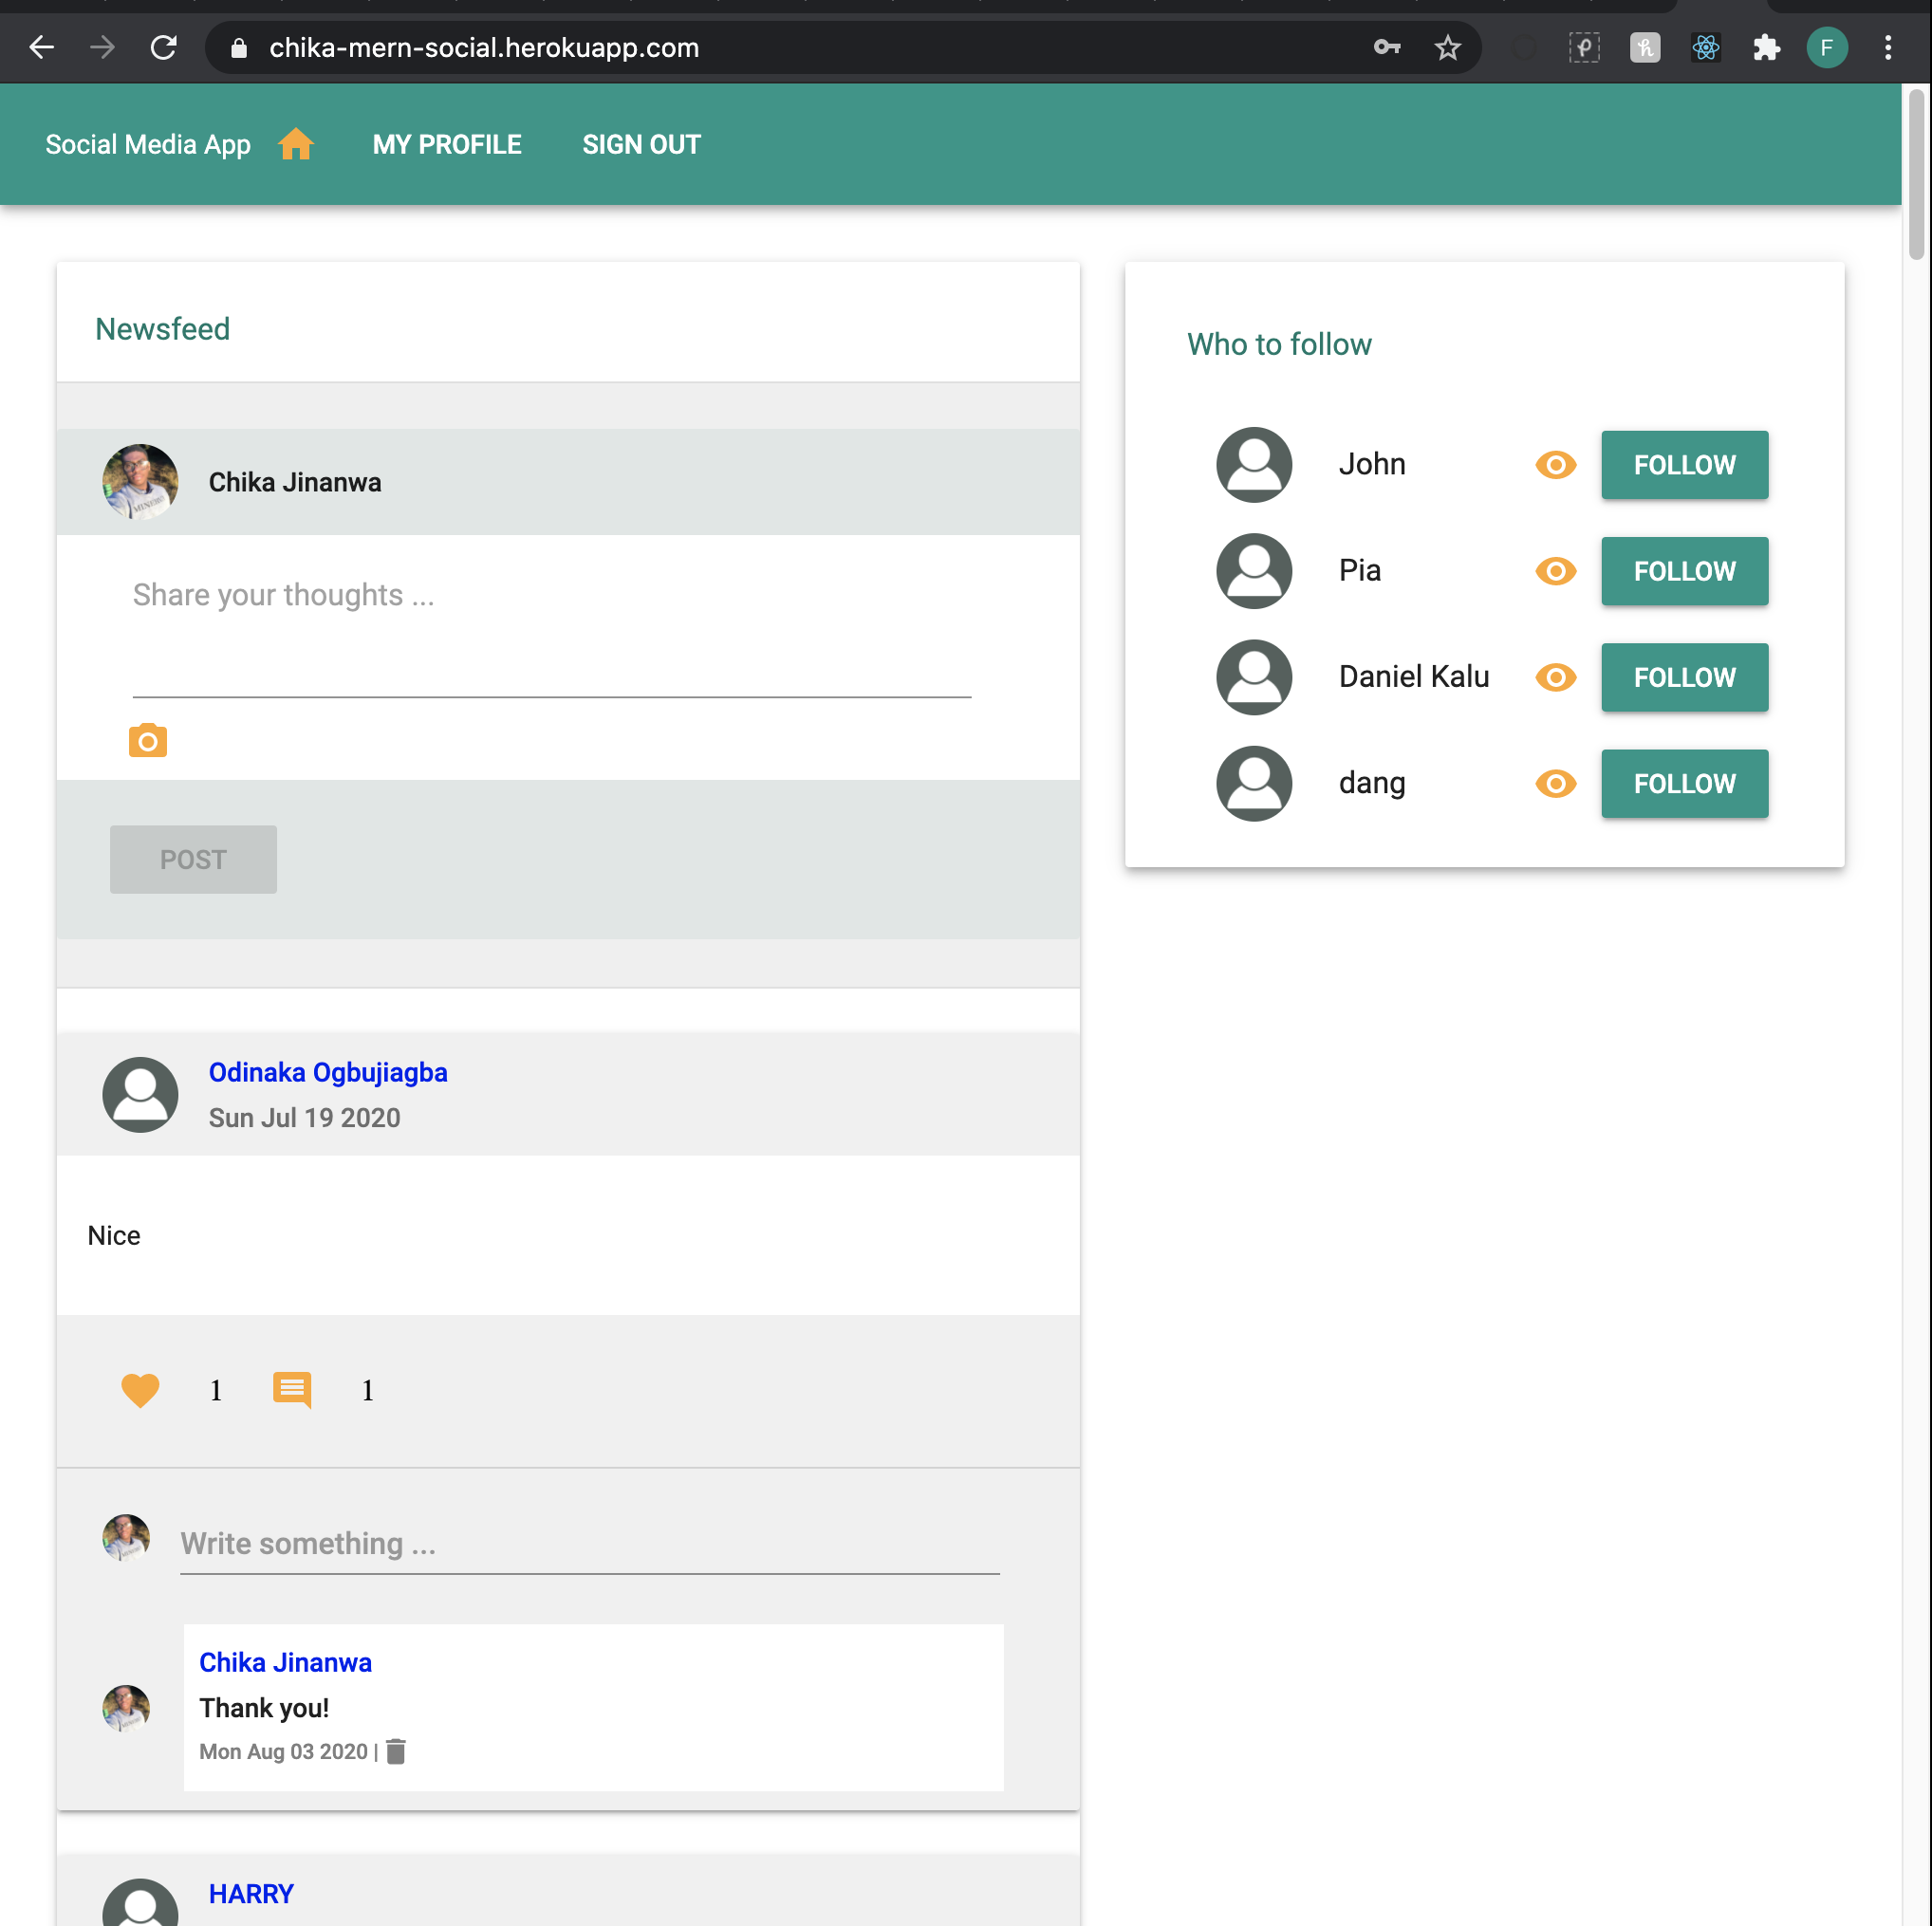 chika-mern-social.herokuapp.com
F
Social Media App MY PROFILE SIGN OUT
Newsfeed
Chika Jinanwa
Share your thoughts ...
POST
Odinaka Ogbujiagba
Sun Jul 19 2020
Nice
1 1
Write something ...
Chika Jinanwa
Thank you!
Mon Aug 03 2020 |
HARRY
Who to follow
John FOLLOW
Pia FOLLOW
Daniel Kalu FOLLOW
dang FOLLOW